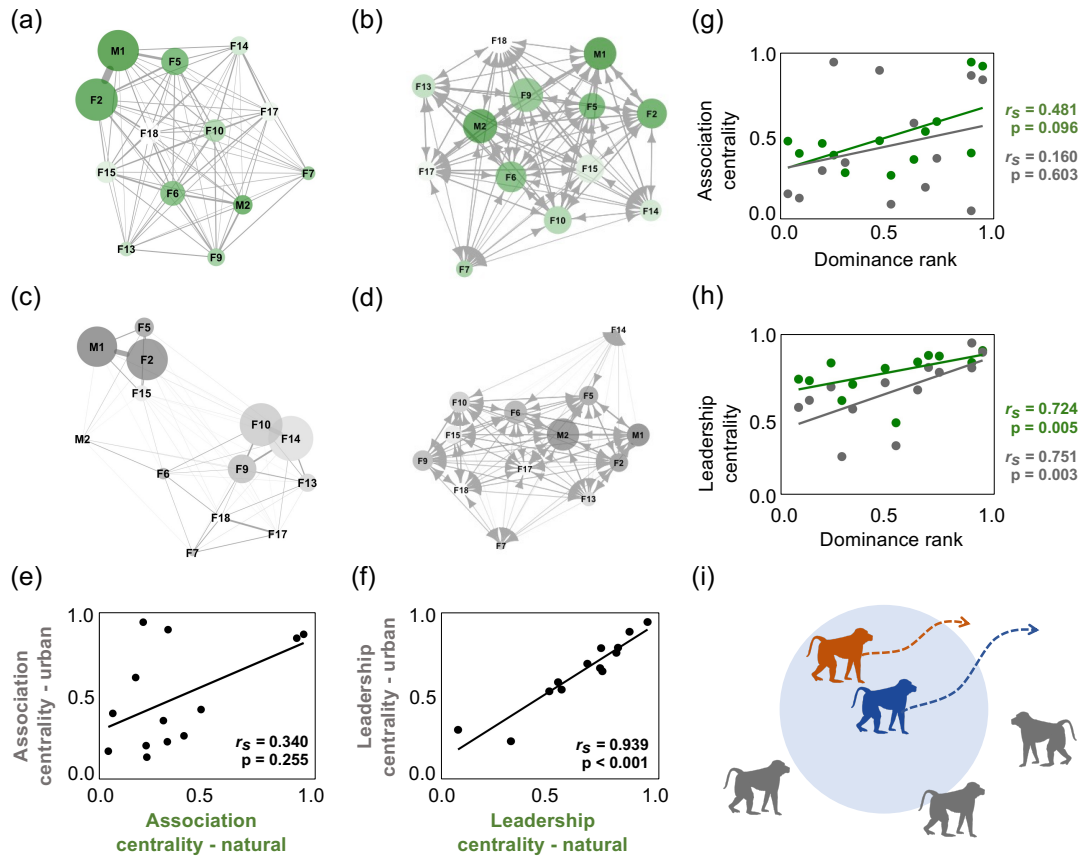 (a)
M1
F5
F14
F2
F17
F18
F10
F15
F7
F6
M2
F13
F9
(b)
F18
M1
F13
F9
F5
F2
M2
F17
F6
F15
F10
F14
F7
(g)
Association
centrality
1.0
0.5
0.0
0.0
0.5
1.0
Dominance rank
rs = 0.481
p = 0.096
rs = 0.160
p = 0.603
(c)
F5
M1
F2
F15
M2
F10
F14
F6
F9
F13
F18
F17
F7
(d)
F14
F10
F6
F5
F15
M2
M1
F9
F17
F2
F18
F13
F7
(h)
Leadership
centrality
1.0
0.5
0.0
0.0
0.5
1.0
Dominance rank
rs = 0.724
p = 0.005
rs = 0.751
p = 0.003
(e)
Association
centrality - urban
1.0
0.5
0.0
rs = 0.340
p = 0.255
0.0
0.5
1.0
Association
centrality - natural
(f)
Leadership
centrality - urban
1.0
0.5
0.0
rs = 0.939
p < 0.001
0.0
0.5
1.0
Leadership
centrality - natural
(i)